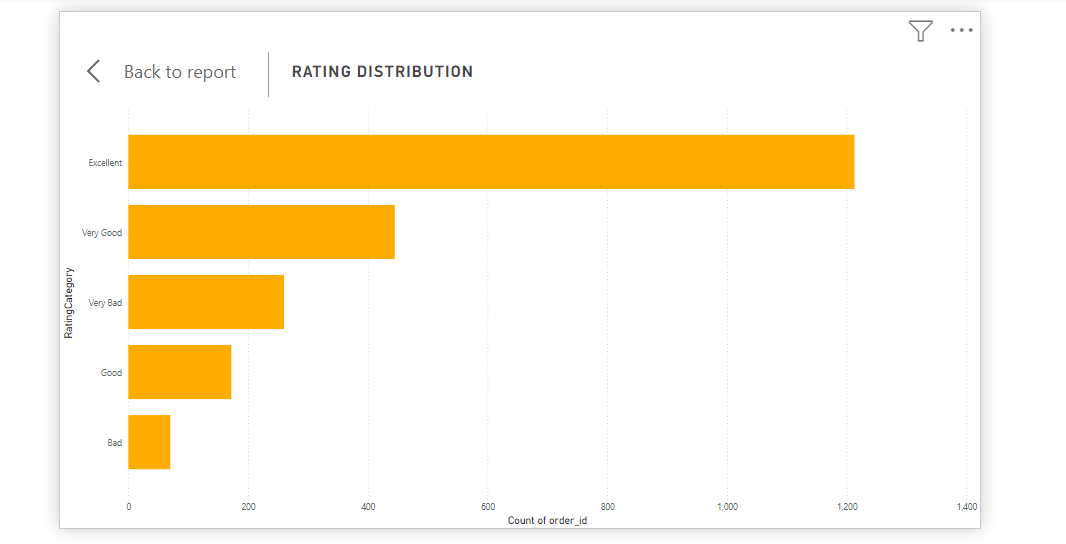 Back to report
RATING DISTRIBUTION
RatingCategory
Excellent
Very Good
Very Bad
Good
Bad
0 200 400 600 800 1,000 1,200 1,400
Count of order_id